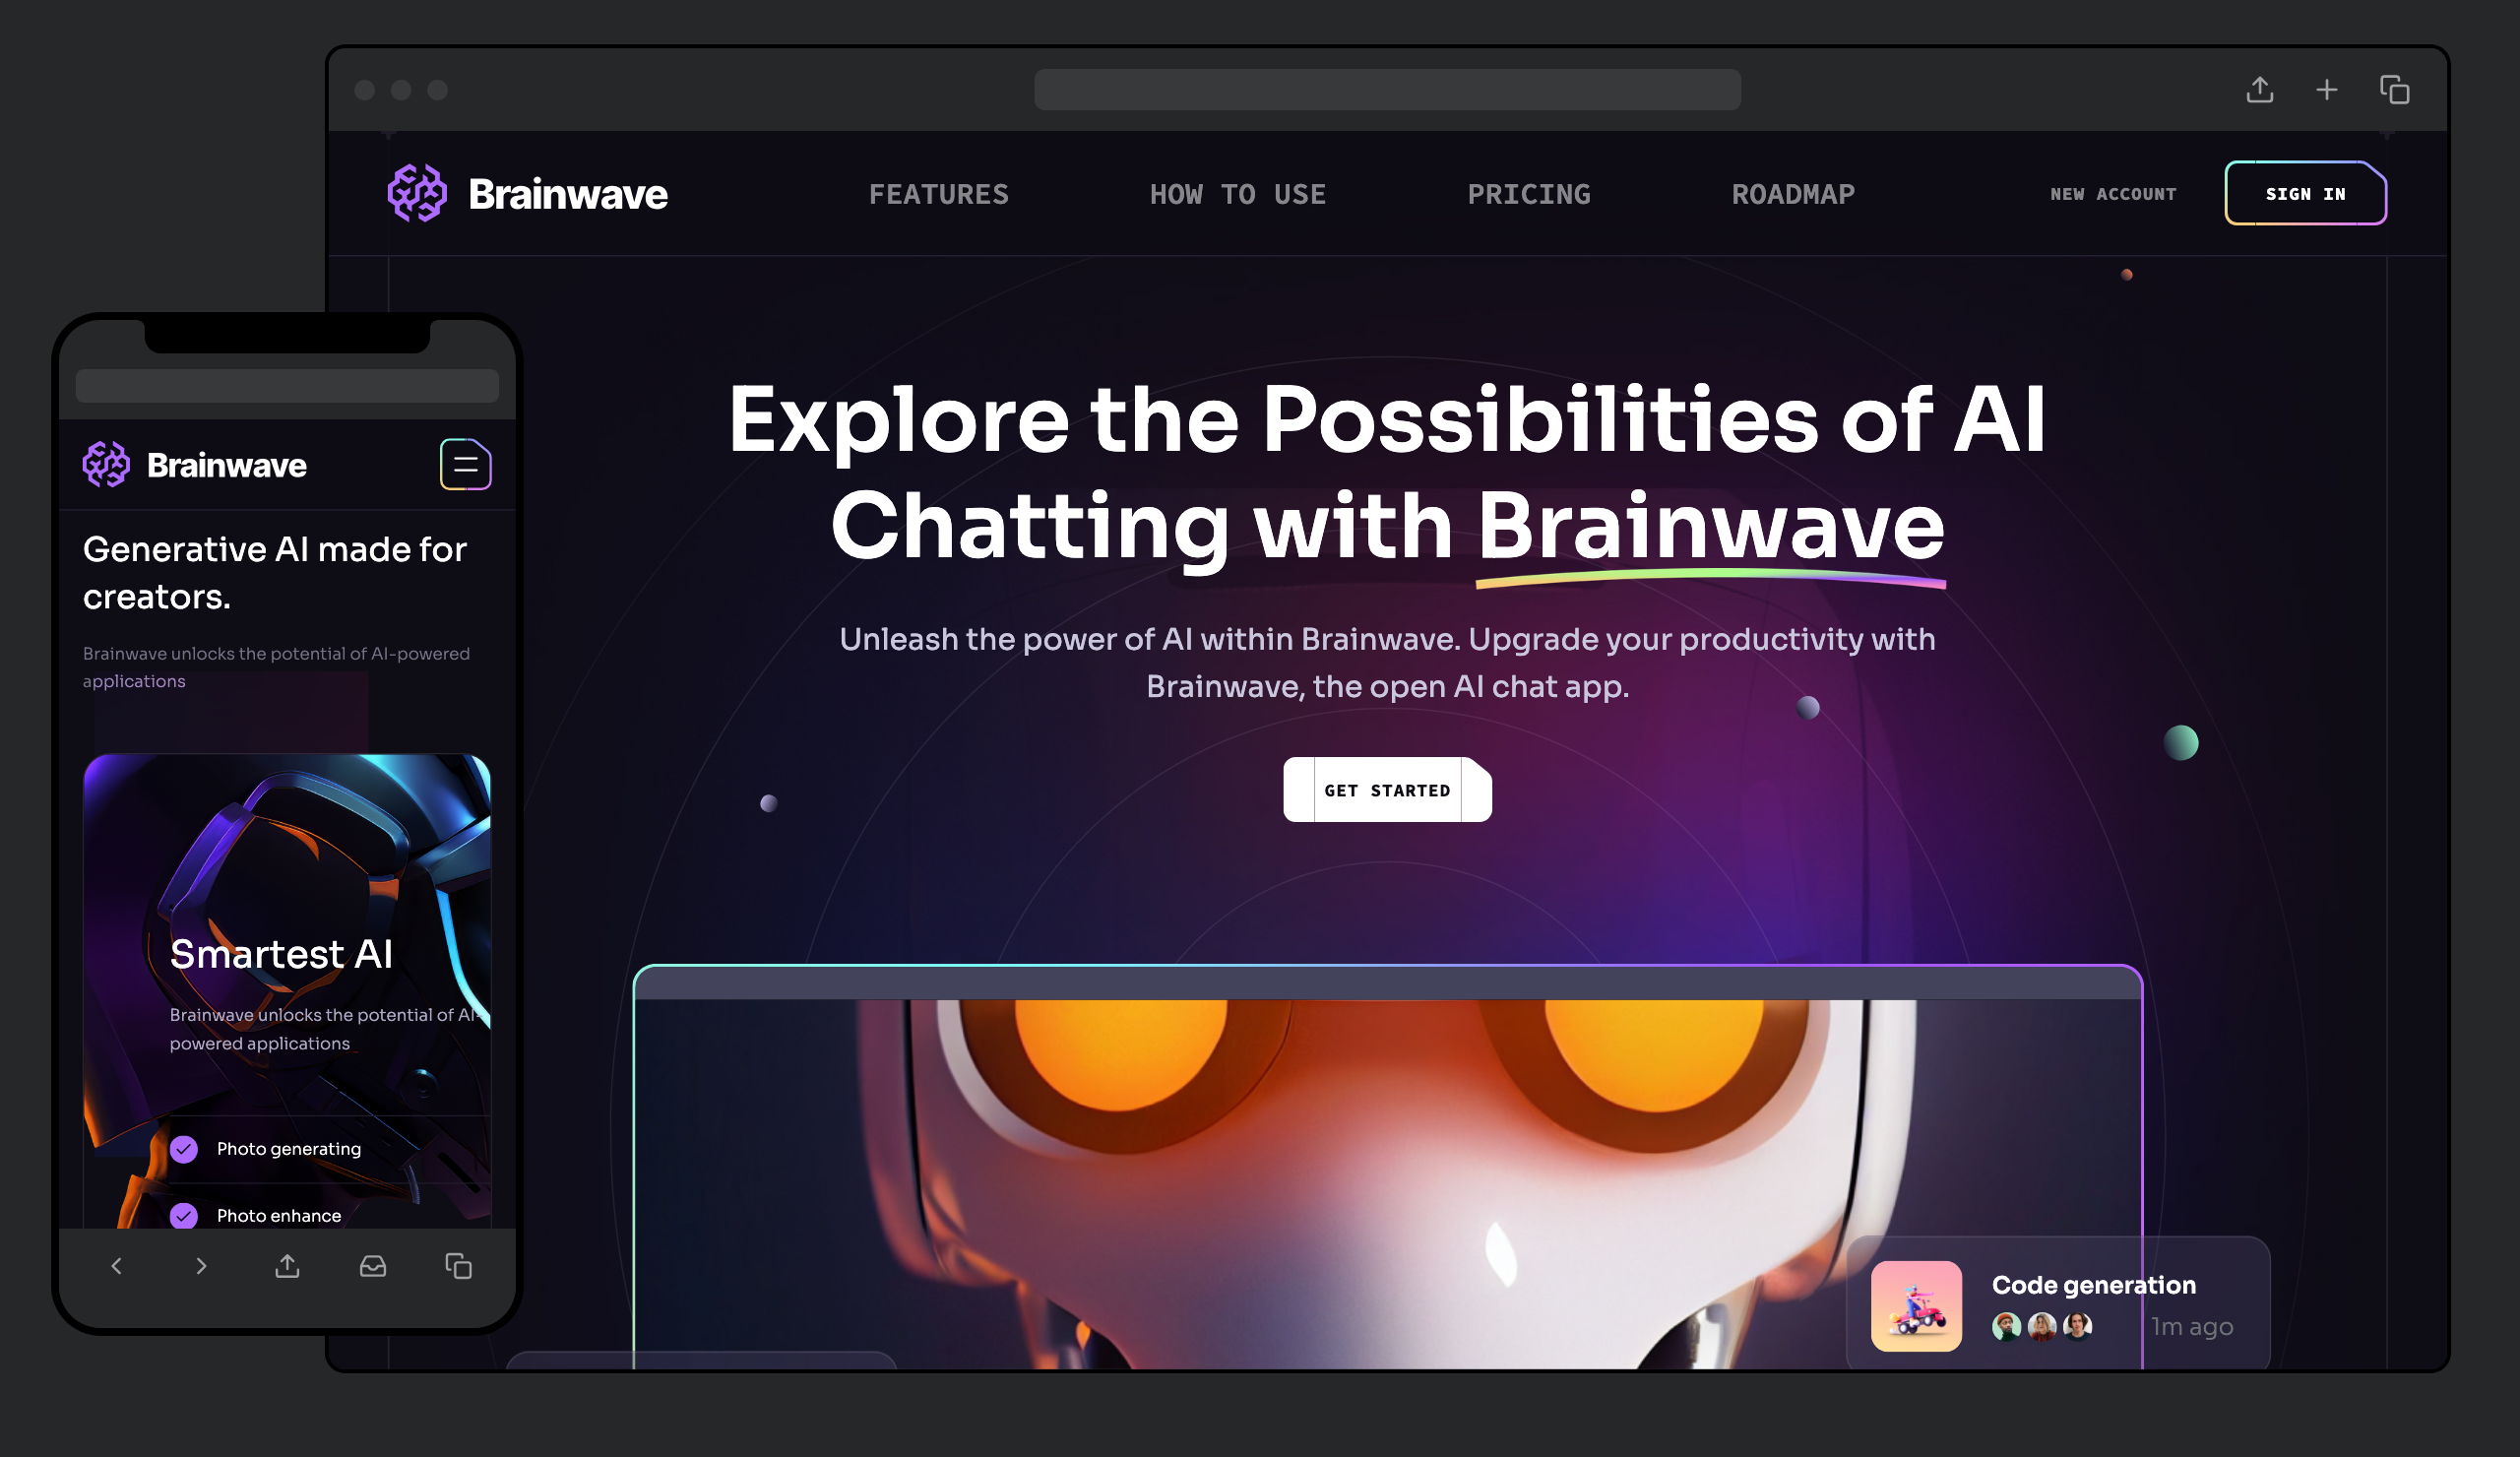 Brainwave
FEATURES
HOW TO USE
PRICING
ROADMAP
NEW ACCOUNT
SIGN IN
Explore the Possibilities of AI
Chatting with Brainwave
Unleash the power of AI within Brainwave. Upgrade your productivity with
Brainwave, the open AI chat app.
GET STARTED
Code generation
1m ago
Brainwave
Generative AI made for
creators.
Brainwave unlocks the potential of AI-powered
applications
Smartest AI
Brainwave unlocks the potential of AI-
powered applications
Photo generating
Photo enhance